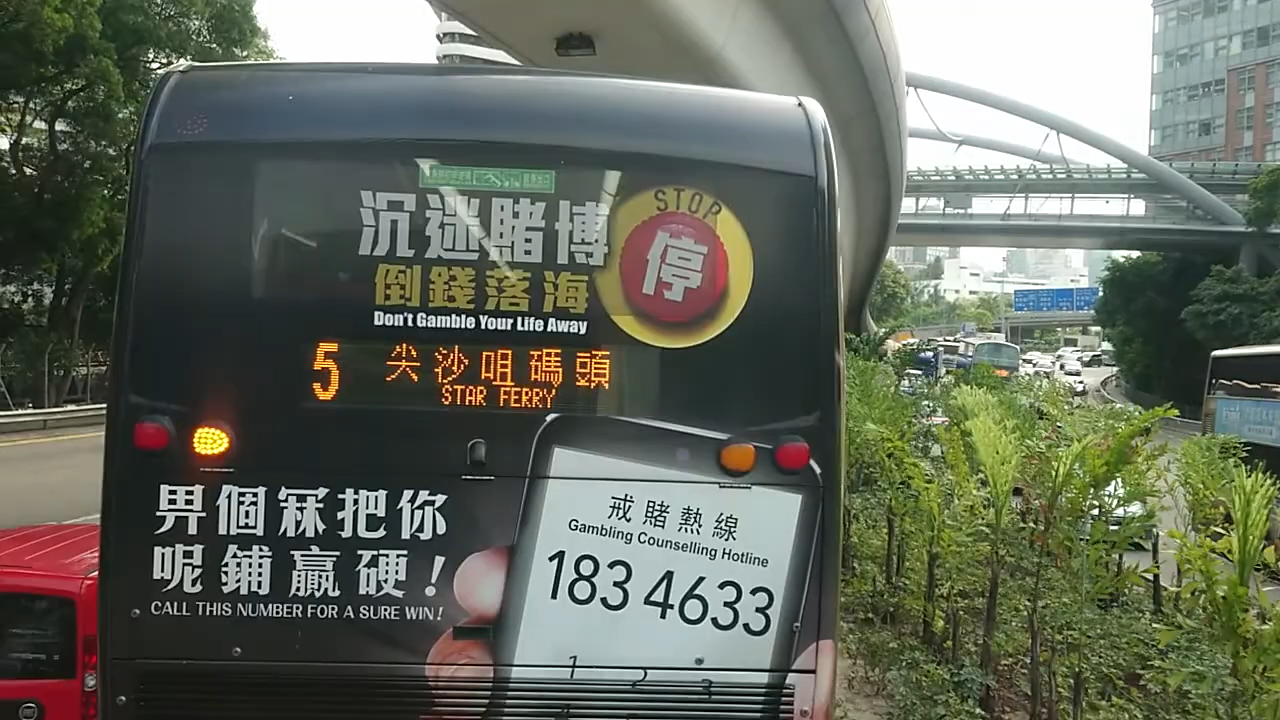 STOP
停
沉迷賭博
倒錢落海
Don't Gamble Your Life Away
5 尖沙咀碼頭
STAR FERRY
畀個冧把你
呢鋪贏硬！
CALL THIS NUMBER FOR A SURE WIN!
戒賭熱線
Gambling Counselling Hotline
183 4633
1 2 3